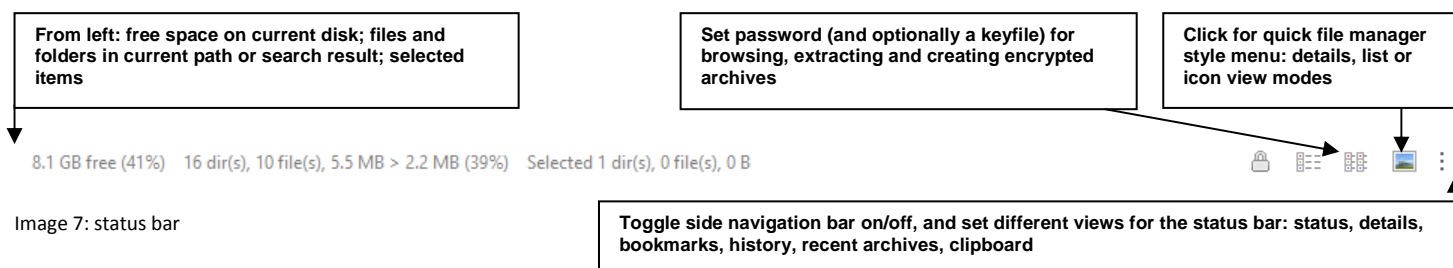 From left: free space on current disk; files and
folders in current path or search result; selected
items
Set password (and optionally a keyfile) for
browsing, extracting and creating encrypted
archives
Click for quick file manager
style menu: details, list or
icon view modes
8.1 GB free (41%) 16 dir(s), 10 file(s), 5.5 MB > 2.2 MB (39%) Selected 1 dir(s), 0 file(s), 0 B
Image 7: status bar
Toggle side navigation bar on/off, and set different views for the status bar: status, details,
bookmarks, history, recent archives, clipboard